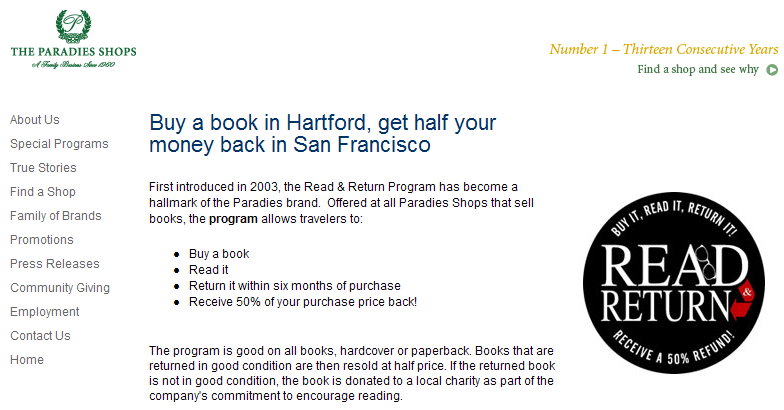 P
THE PARADIES SHOPS
A Family Business Since 1960
Number 1 – Thirteen Consecutive Years
Find a shop and see why
About Us
Special Programs
True Stories
Find a Shop
Family of Brands
Promotions
Press Releases
Community Giving
Employment
Contact Us
Home
Buy a book in Hartford, get half your
money back in San Francisco
First introduced in 2003, the Read & Return Program has become a
hallmark of the Paradies brand.  Offered at all Paradies Shops that sell
books, the program allows travelers to:
• Buy a book
• Read it
• Return it within six months of purchase
• Receive 50% of your purchase price back!
The program is good on all books, hardcover or paperback. Books that are
returned in good condition are then resold at half price. If the returned book
is not in good condition, the book is donated to a local charity as part of the
company's commitment to encourage reading.
BUY IT, READ IT, RETURN IT!
READ
&
RETURN
RECEIVE A 50% REFUND!